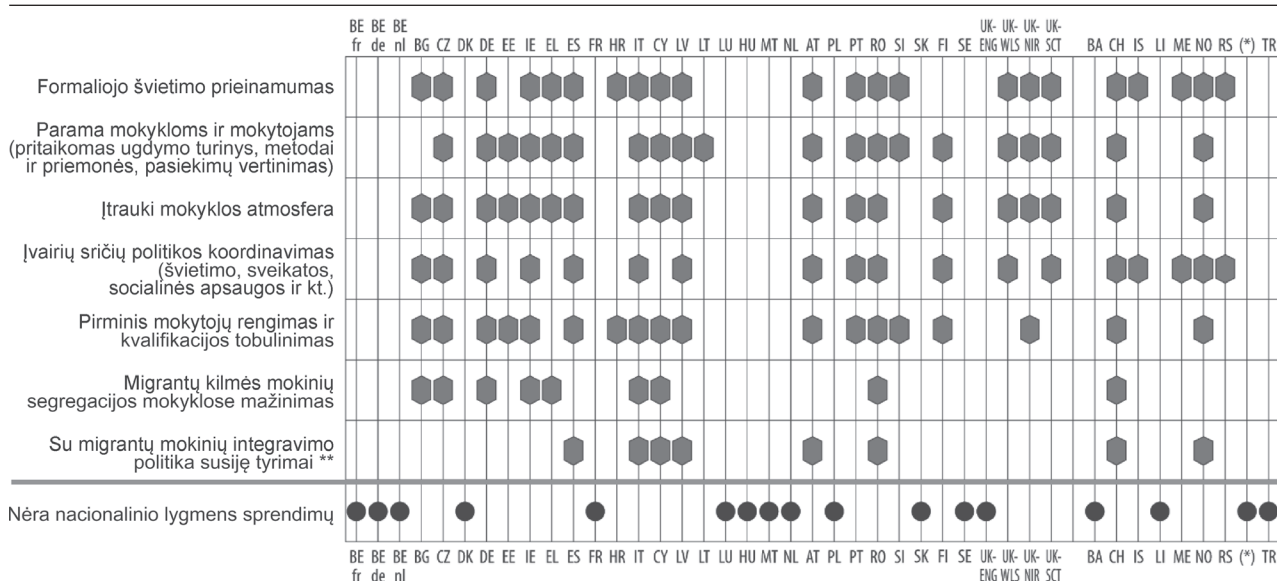 BE BE BE UK- UK- UK- UK-
fr de nl BG CZ DK DE EE IE EL ES FR HR IT CY LV LT LU HU MT NL AT PL PT RO SI SK FI SE ENG WLS NIR SCT BA CH IS LI ME NO RS (*) TR
Formaliojo švietimo prieinamumas
Parama mokykloms ir mokytojams
(pritaikomas ugdymo turinys, metodai
ir priemonės, pasiekimų vertinimas)
Įtrauki mokyklos atmosfera
Įvairių sričių politikos koordinavimas
(švietimo, sveikatos,
socialinės apsaugos ir kt.)
Pirminis mokytojų rengimas ir
kvalifikacijos tobulinimas
Migrantų kilmės mokinių
segregacijos mokyklose mažinimas
Su migrantų mokinių integravimo
politika susiję tyrimai **
Nėra nacionalinio lygmens sprendimų
BE BE BE BG CZ DK DE EE IE EL ES FR HR IT CY LV LT LU HU MT NL AT PL PT RO SI SK FI SE UK- UK- UK- UK- BA CH IS LI ME NO RS (*) TR
fr de nl ENG WLS NIR SCT